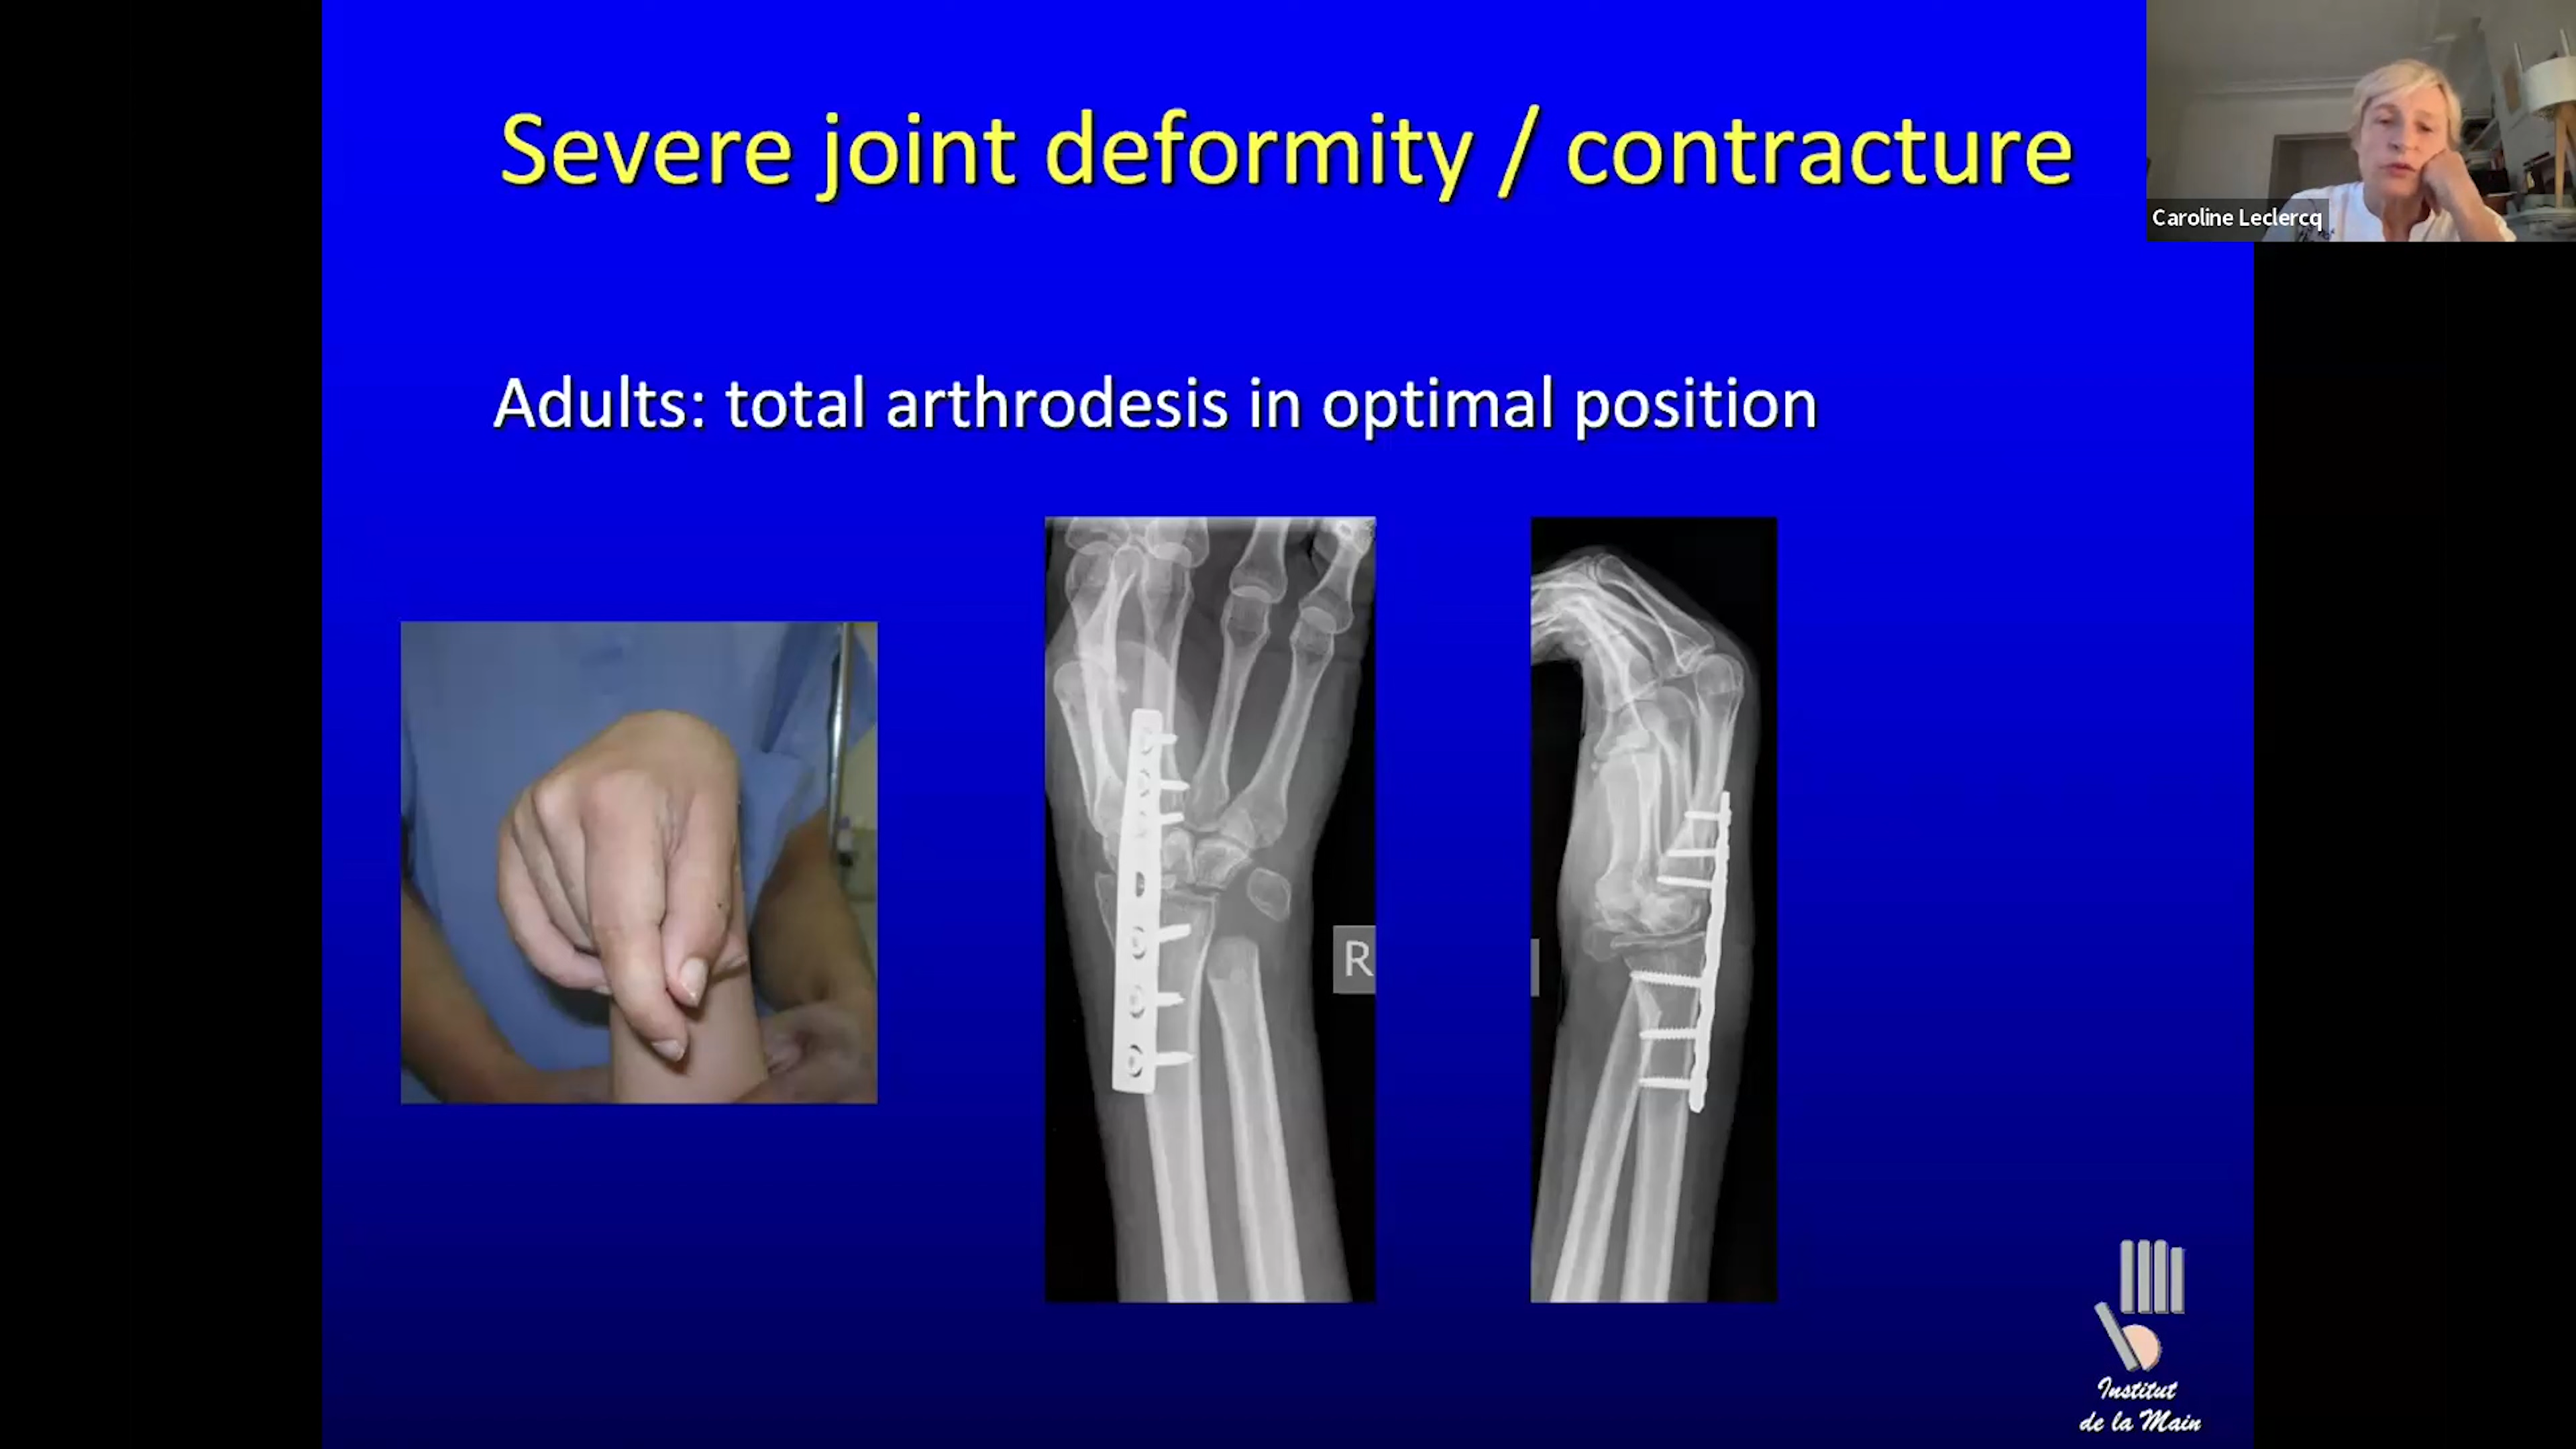 Severe joint deformity / contracture
Caroline Leclercq
Adults: total arthrodesis in optimal position
R
Institut
de la Main